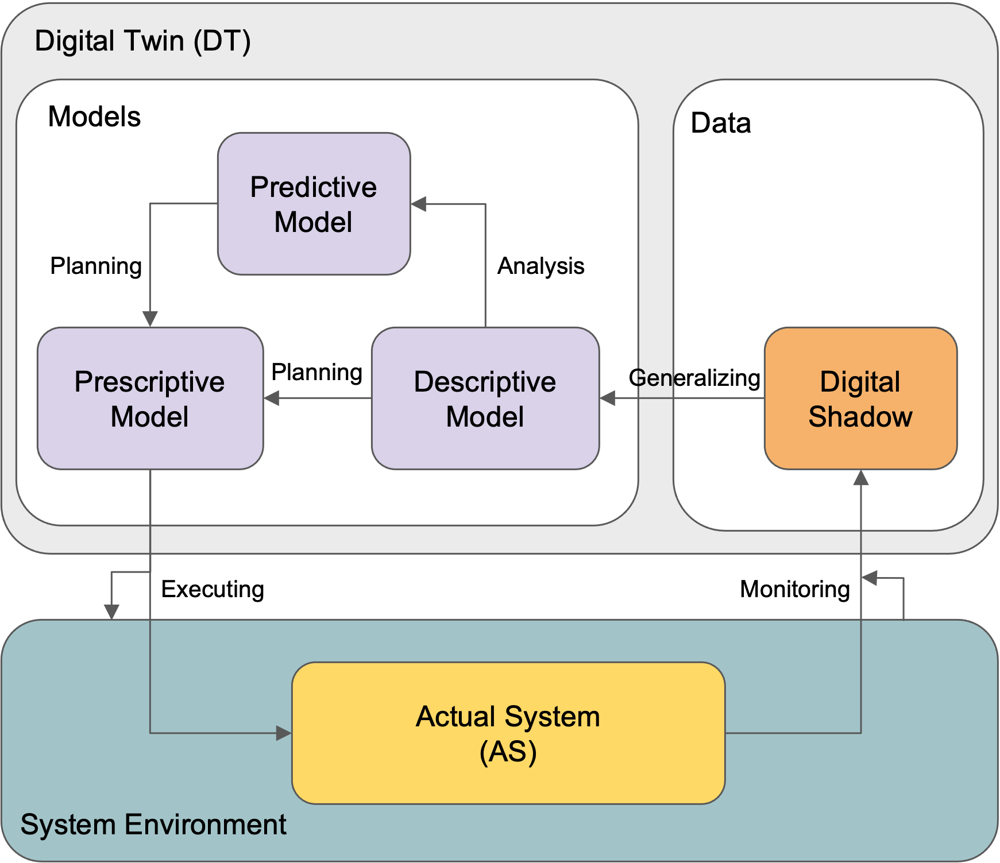 Digital Twin (DT)
Models
Data
Predictive
Model
Planning
Analysis
Prescriptive
Model
Planning
Descriptive
Model
Generalizing
Digital
Shadow
Executing
Monitoring
Actual System
(AS)
System Environment